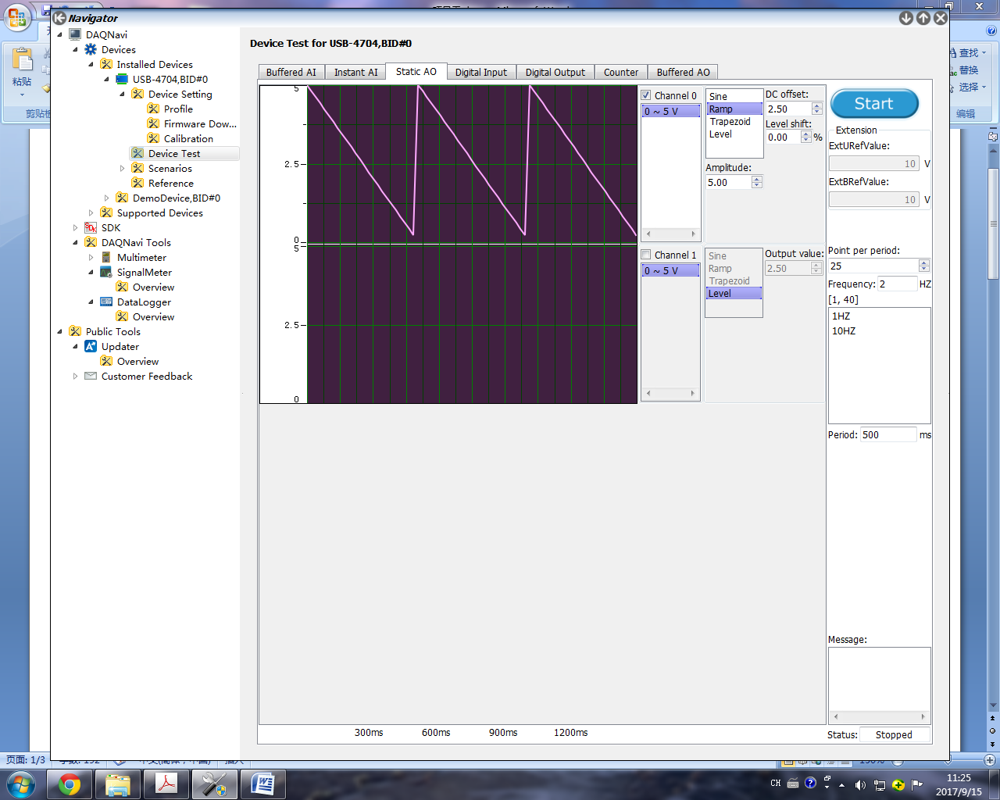 Navigator
DAQNavi
Devices
Installed Devices
USB-4704,BID#0
Device Setting
Profile
Firmware Dow...
Calibration
Device Test
Scenarios
Reference
DemoDevice,BID#0
Supported Devices
SDK
DAQNavi Tools
Multimeter
SignalMeter
Overview
DataLogger
Overview
Public Tools
Updater
Overview
Customer Feedback
Device Test for USB-4704,BID#0
Buffered AI
Instant AI
Static AO
Digital Input
Digital Output
Counter
Buffered AO
5
2.5
0
5
2.5
0
300ms
600ms
900ms
1200ms
Channel 0
0 ~ 5 V
Sine
Ramp
Trapezoid
Level
DC offset:
2.50
Level shift:
0.00 %
Amplitude:
5.00
Channel 1
0 ~ 5 V
Sine
Ramp
Trapezoid
Level
Output value:
2.50
Start
Extension
ExtURefValue:
10 V
ExtBRefValue:
10 V
Point per period:
25
Frequency: 2 HZ
[1, 40]
1HZ
10HZ
Period: 500 ms
Message:
Status: Stopped
粘贴
剪贴板
查找
替换
选择
编辑
页面: 1/3
CH
11:25
2017/9/15